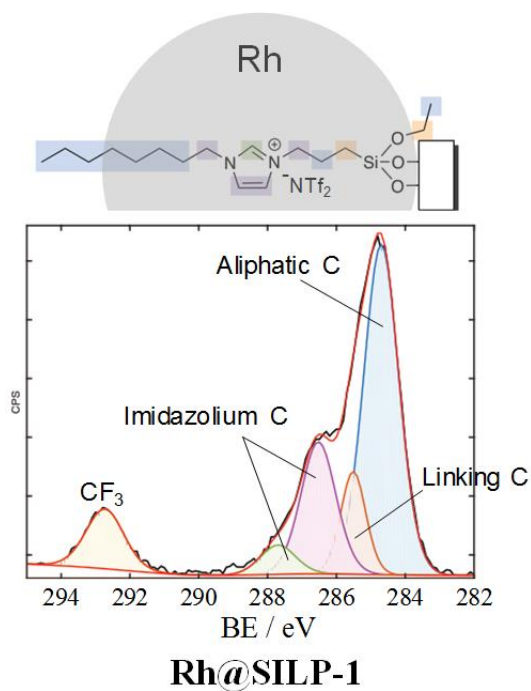 Rh
N
N
⊕
Si
O
O
O
⁻NTf₂
Aliphatic C
Imidazolium C
CF₃
Linking C
CPS
294 292 290 288 286 284 282
BE / eV
Rh@SILP-1